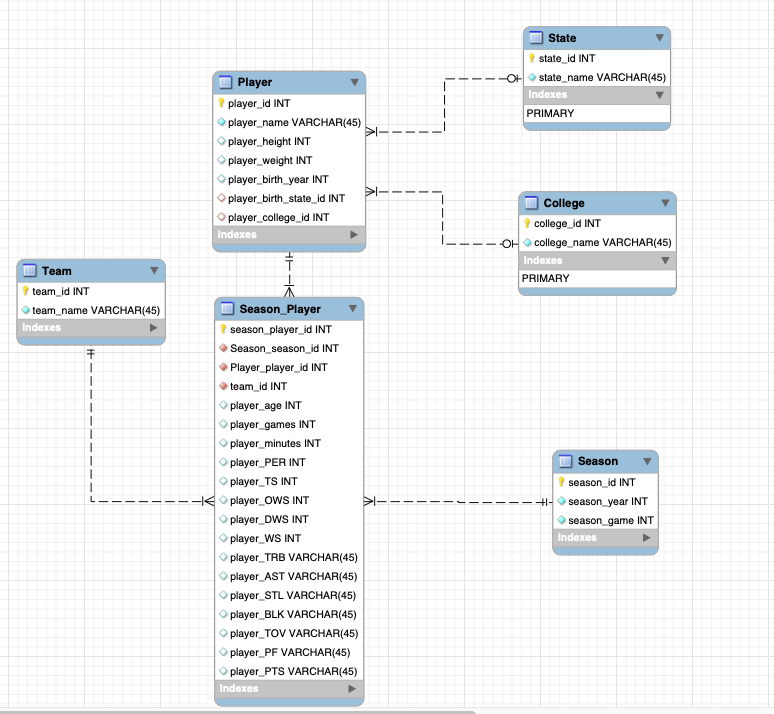 State
state_id INT
state_name VARCHAR(45)
Indexes
PRIMARY
Player
player_id INT
player_name VARCHAR(45)
player_height INT
player_weight INT
player_birth_year INT
player_birth_state_id INT
player_college_id INT
Indexes
College
college_id INT
college_name VARCHAR(45)
Indexes
PRIMARY
Team
team_id INT
team_name VARCHAR(45)
Indexes
Season_Player
season_player_id INT
Season_season_id INT
Player_player_id INT
team_id INT
player_age INT
player_games INT
player_minutes INT
player_PER INT
player_TS INT
player_OWS INT
player_DWS INT
player_WS INT
player_TRB VARCHAR(45)
player_AST VARCHAR(45)
player_STL VARCHAR(45)
player_BLK VARCHAR(45)
player_TOV VARCHAR(45)
player_PF VARCHAR(45)
player_PTS VARCHAR(45)
Indexes
Season
season_id INT
season_year INT
season_game INT
Indexes